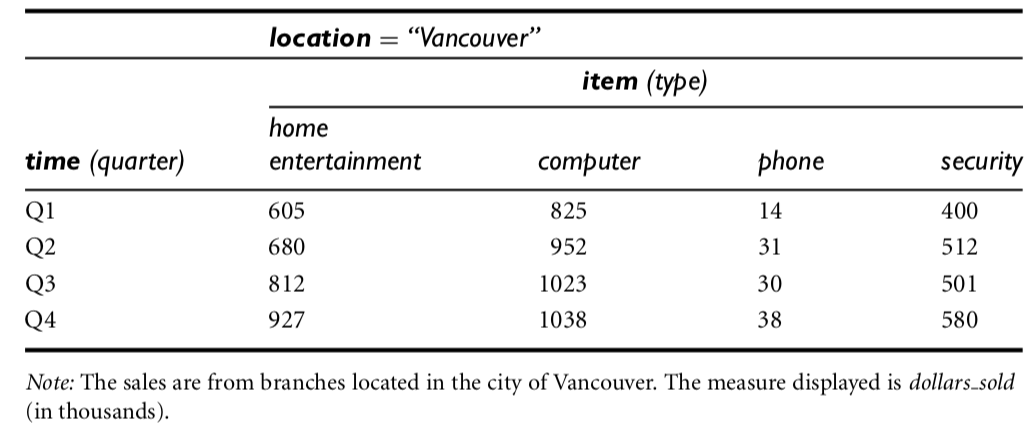 location = “Vancouver”
item (type)
home
time (quarter) entertainment computer phone security
Q1 605 825 14 400
Q2 680 952 31 512
Q3 812 1023 30 501
Q4 927 1038 38 580
Note: The sales are from branches located in the city of Vancouver. The measure displayed is dollars_sold
(in thousands).